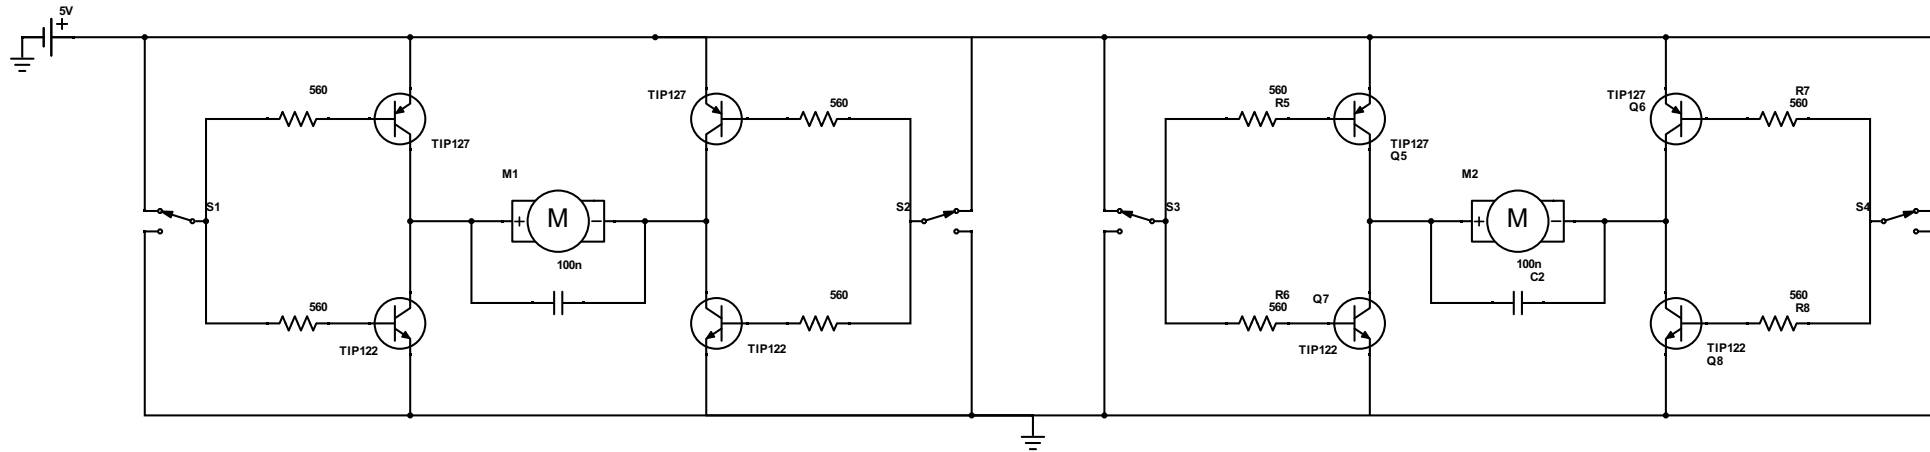 5V
+
560
TIP127
TIP127
560
560
R5
TIP127
Q5
TIP127
Q6
R7
560
M1
M2
S1
+ M −
S2
S3
+ M −
S4
100n
100n
C2
560
TIP122
560
TIP122
R6
560
Q7
TIP122
560
R8
TIP122
Q8